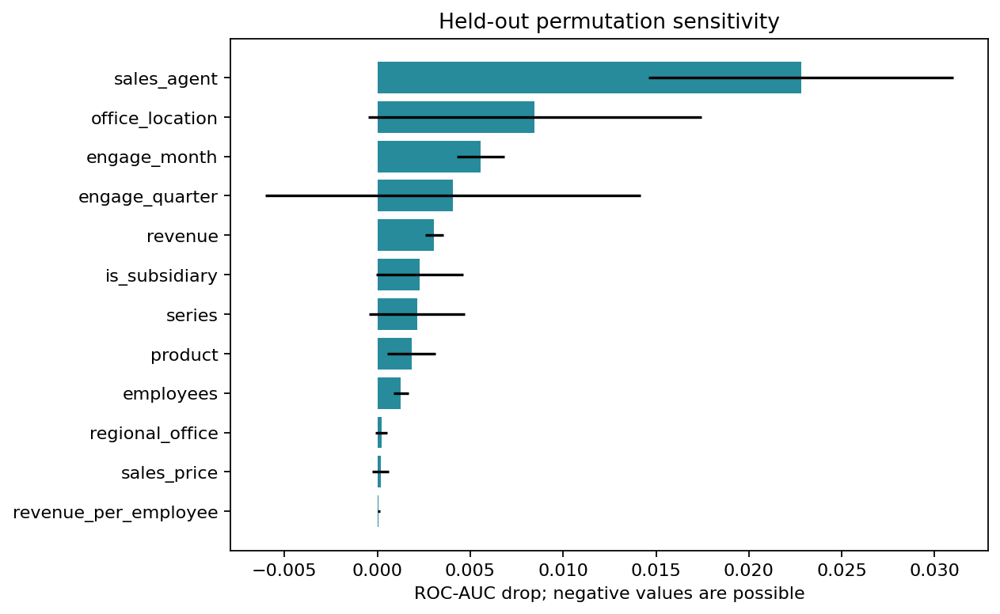 Held-out permutation sensitivity
sales_agent
office_location
engage_month
engage_quarter
revenue
is_subsidiary
series
product
employees
regional_office
sales_price
revenue_per_employee
−0.005 0.000 0.005 0.010 0.015 0.020 0.025 0.030
ROC-AUC drop; negative values are possible